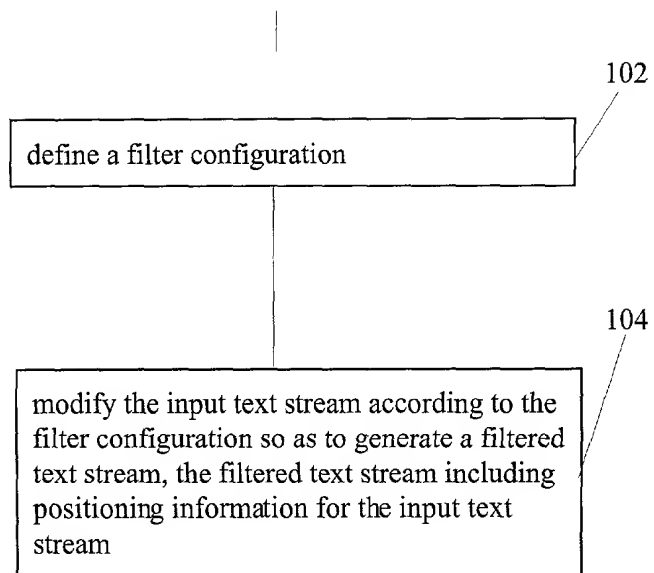 102
define a filter configuration
104
modify the input text stream according to the
filter configuration so as to generate a filtered
text stream, the filtered text stream including
positioning information for the input text
stream